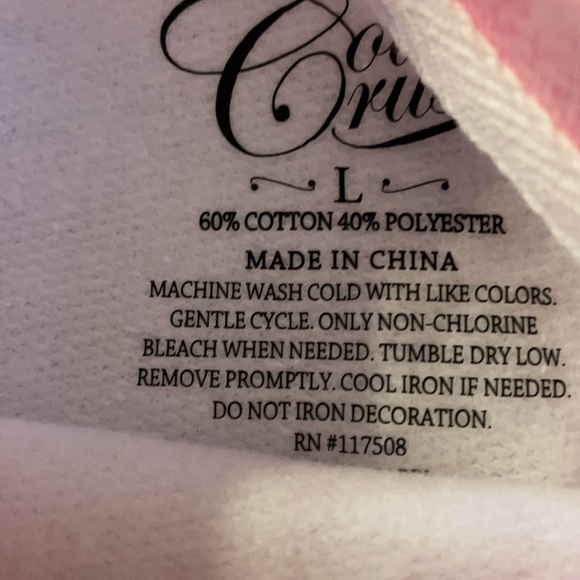 L
60% COTTON 40% POLYESTER
MADE IN CHINA
MACHINE WASH COLD WITH LIKE COLORS.
GENTLE CYCLE. ONLY NON-CHLORINE
BLEACH WHEN NEEDED. TUMBLE DRY LOW.
REMOVE PROMPTLY. COOL IRON IF NEEDED.
DO NOT IRON DECORATION.
RN #117508